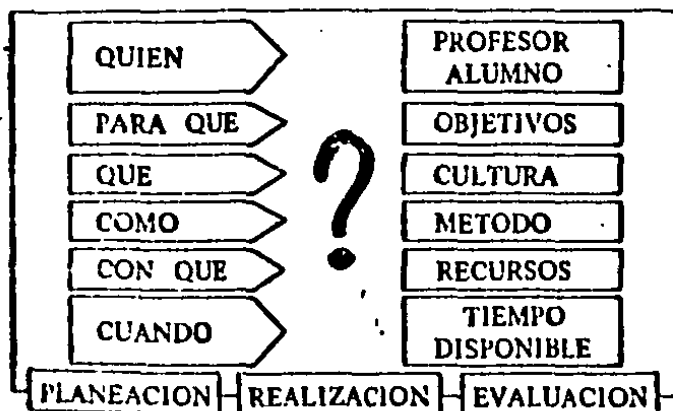 QUIEN
PROFESOR
ALUMNO
PARA QUE
OBJETIVOS
QUE
CULTURA
?
COMO
METODO
CON QUE
RECURSOS
CUANDO
TIEMPO
DISPONIBLE
PLANEACION
REALIZACION
EVALUACION